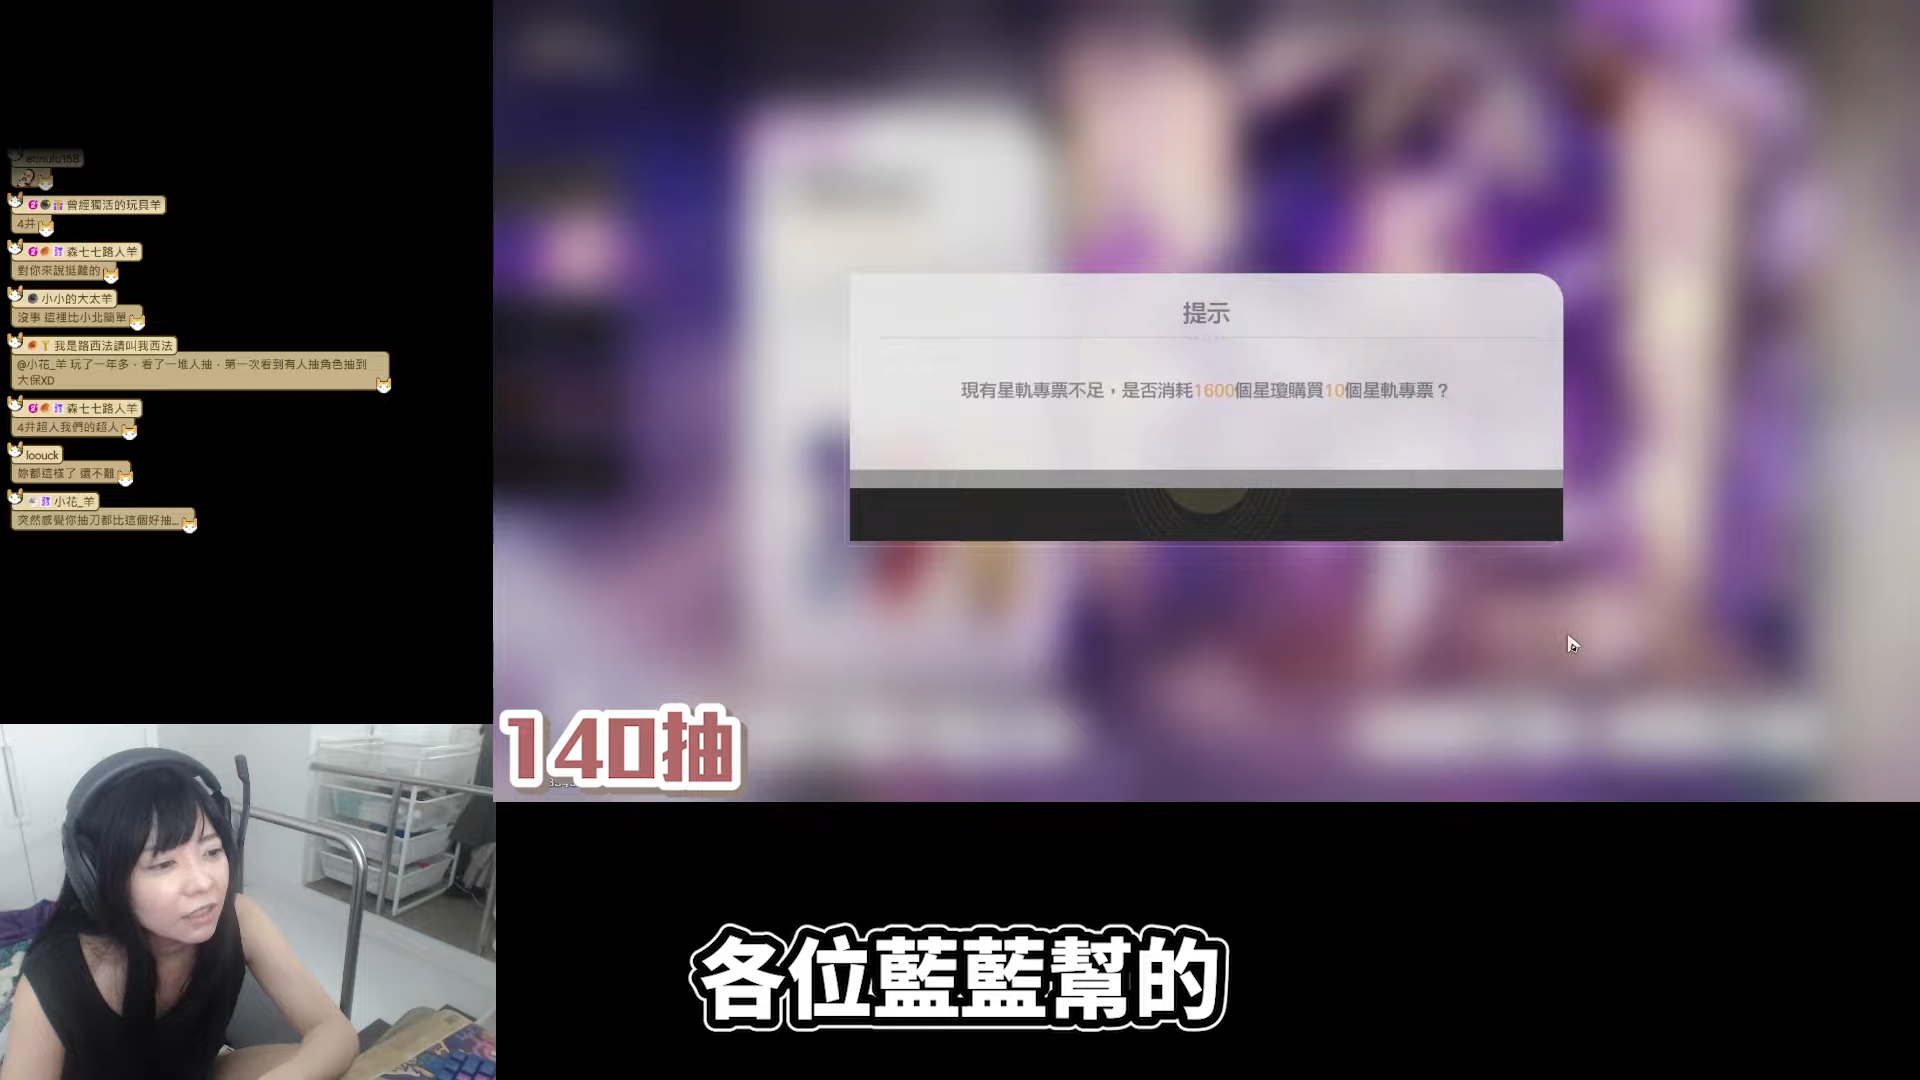 etinufo168
曾經獨活的玩貝羊
4井
森七七路人羊
對你來說挺難的
小小的大太羊
沒事 這裡比小北簡單
我是路西法請叫我西法
@小花_羊 玩了一年多，看了一堆人抽，第一次看到有人抽角色抽到
大保XD
森七七路人羊
4井超人我們的超人
loouck
妳都這樣了 還不難
小花_羊
突然感覺你抽刀都比這個好抽...
提示
現有星軌專票不足，是否消耗1600個星瓊購買10個星軌專票？
140抽
各位藍藍幫的